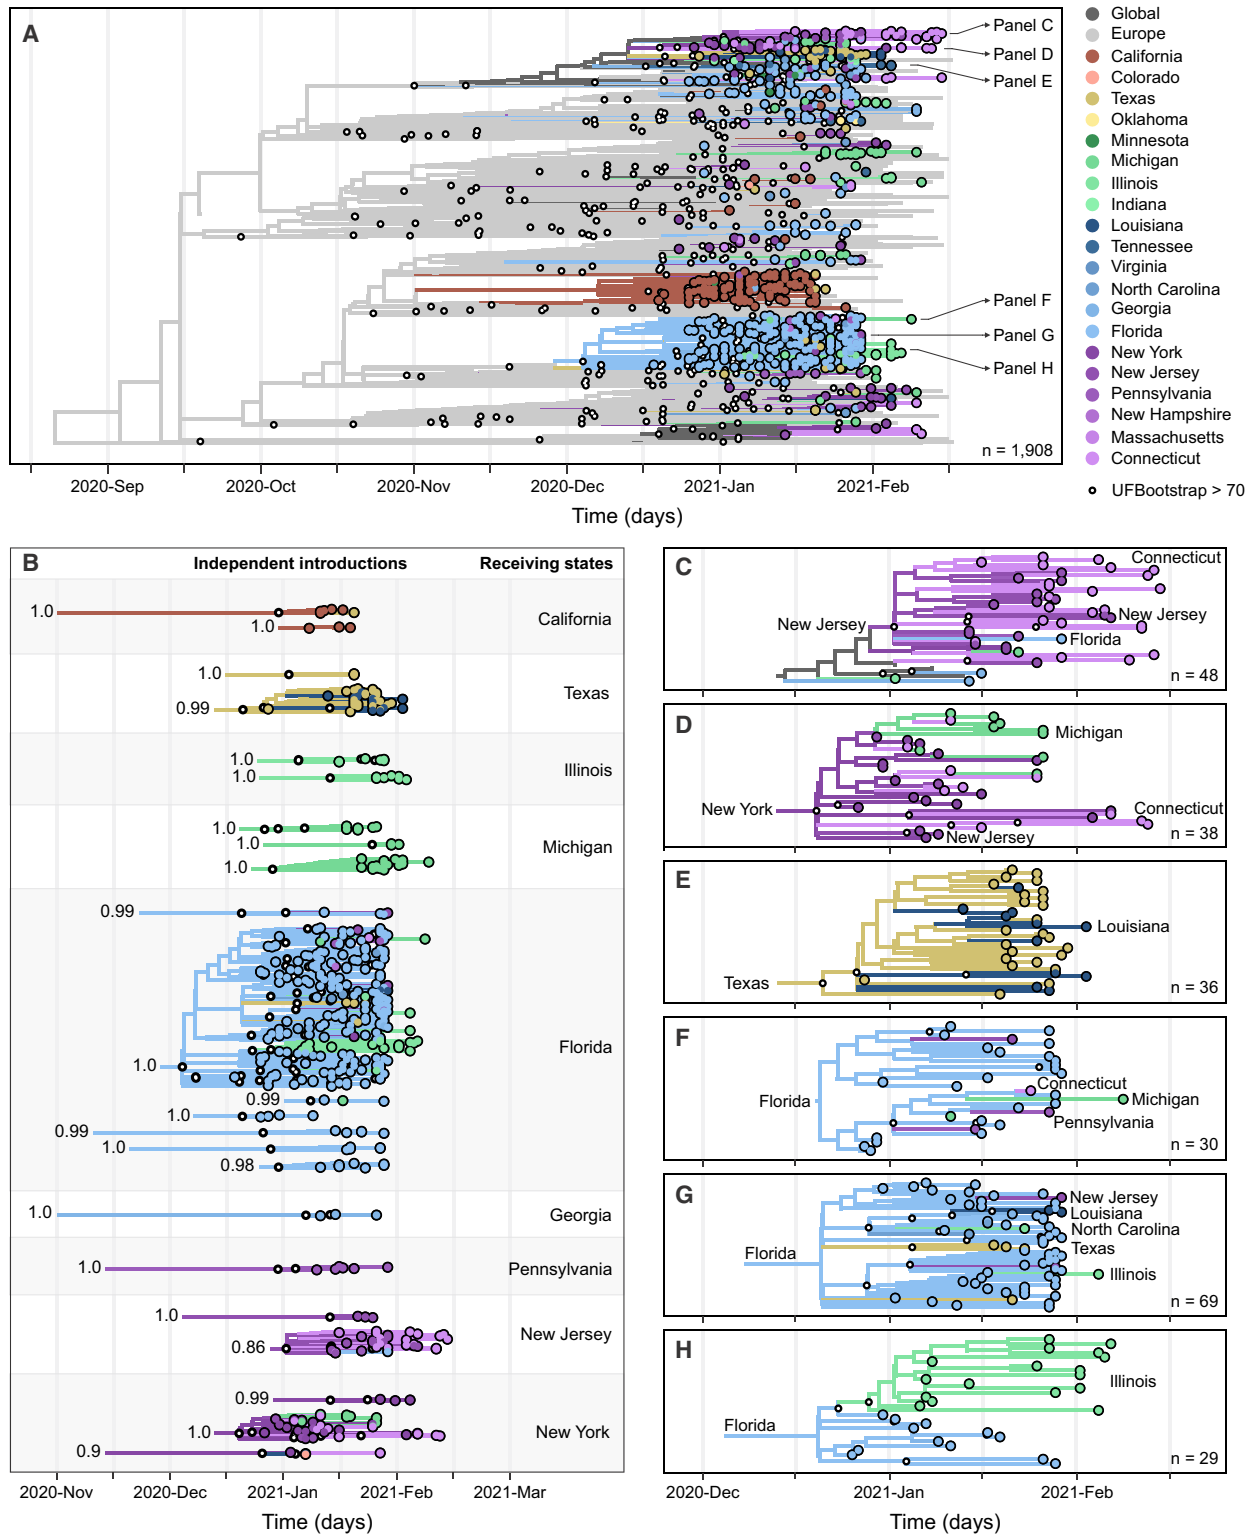 A
Panel C
Panel D
Panel E
Panel F
Panel G
Panel H
n = 1,908
2020-Sep
2020-Oct
2020-Nov
2020-Dec
2021-Jan
2021-Feb
Time (days)
Global
Europe
California
Colorado
Texas
Oklahoma
Minnesota
Michigan
Illinois
Indiana
Louisiana
Tennessee
Virginia
North Carolina
Georgia
Florida
New York
New Jersey
Pennsylvania
New Hampshire
Massachusetts
Connecticut
UFBootstrap > 70
B
Independent introductions
Receiving states
1.0
California
1.0
1.0
Texas
0.99
1.0
Illinois
1.0
1.0
1.0
Michigan
1.0
0.99
Florida
1.0
0.99
1.0
0.99
1.0
0.98
1.0
Georgia
1.0
Pennsylvania
1.0
New Jersey
0.86
0.99
1.0
New York
0.9
2020-Nov
2020-Dec
2021-Jan
2021-Feb
2021-Mar
Time (days)
C
Connecticut
New Jersey
New Jersey
Florida
n = 48
D
Michigan
New York
Connecticut
New Jersey
n = 38
E
Louisiana
Texas
n = 36
F
Florida
Connecticut
Michigan
Pennsylvania
n = 30
G
New Jersey
Louisiana
North Carolina
Florida
Texas
Illinois
n = 69
H
Illinois
Florida
n = 29
2020-Dec
2021-Jan
2021-Feb
Time (days)